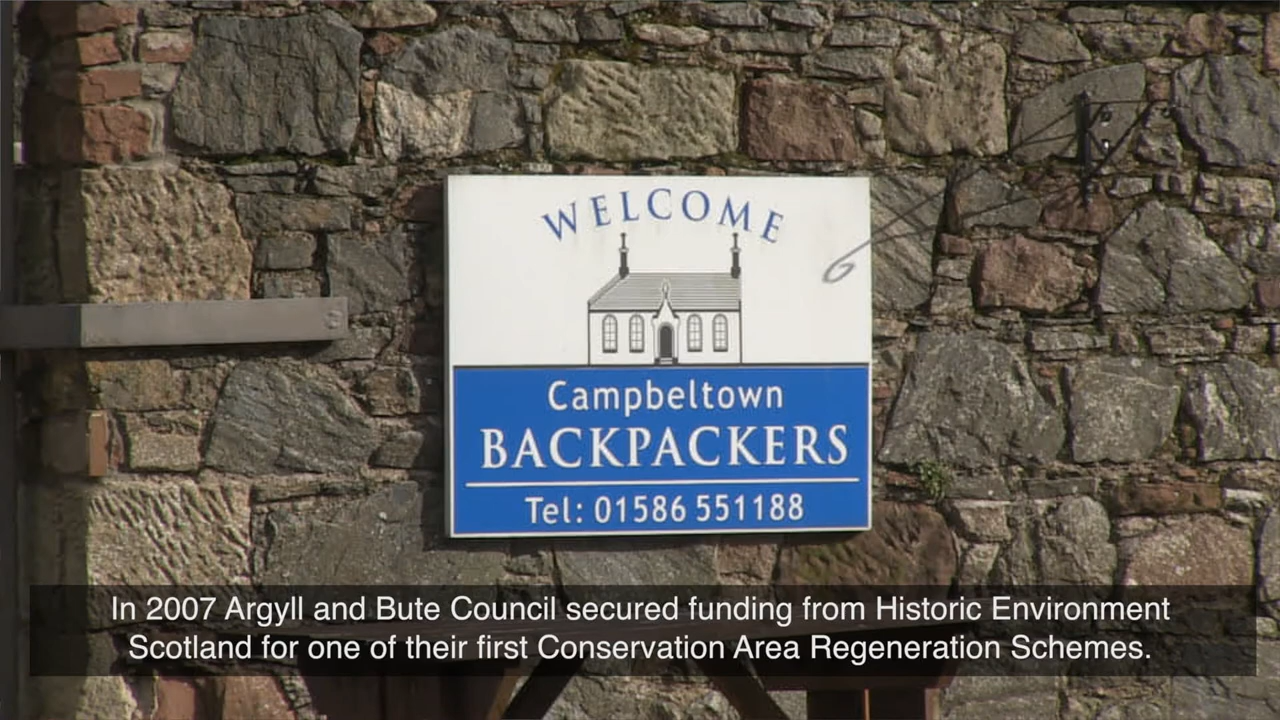 WELCOME
Campbeltown
BACKPACKERS
Tel: 01586 551188
In 2007 Argyll and Bute Council secured funding from Historic Environment
Scotland for one of their first Conservation Area Regeneration Schemes.